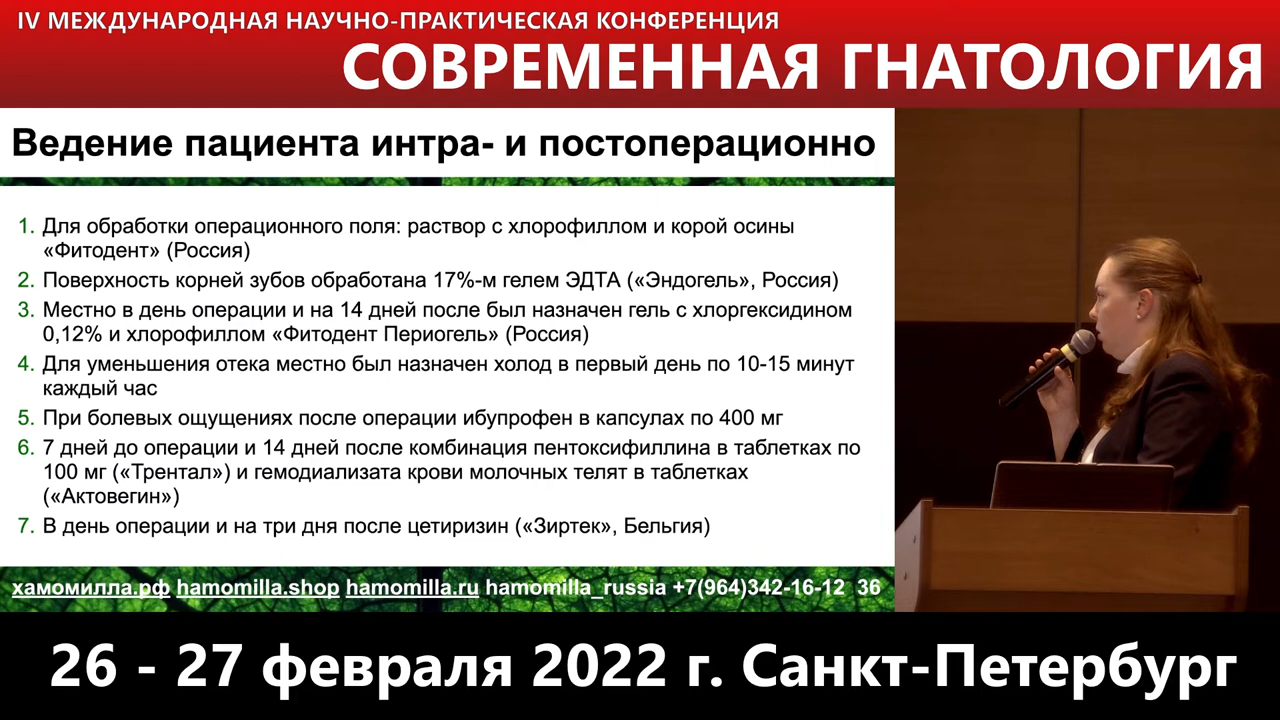 IV МЕЖДУНАРОДНАЯ НАУЧНО-ПРАКТИЧЕСКАЯ КОНФЕРЕНЦИЯ
СОВРЕМЕННАЯ ГНАТОЛОГИЯ
Ведение пациента интра- и постоперационно
1. Для обработки операционного поля: раствор с хлорофиллом и корой осины
«Фитодент» (Россия)
2. Поверхность корней зубов обработана 17%-м гелем ЭДТА («Эндогель», Россия)
3. Местно в день операции и на 14 дней после был назначен гель с хлоргексидином
0,12% и хлорофиллом «Фитодент Периогель» (Россия)
4. Для уменьшения отека местно был назначен холод в первый день по 10-15 минут
каждый час
5. При болевых ощущениях после операции ибупрофен в капсулах по 400 мг
6. 7 дней до операции и 14 дней после комбинация пентоксифиллина в таблетках по
100 мг («Трентал») и гемодиализата крови молочных телят в таблетках
(«Актовегин»)
7. В день операции и на три дня после цетиризин («Зиртек», Бельгия)
хамомилла.рф hamomilla.shop hamomilla.ru hamomilla_russia +7(964)342-16-12 36
26 - 27 февраля 2022 г. Санкт-Петербург